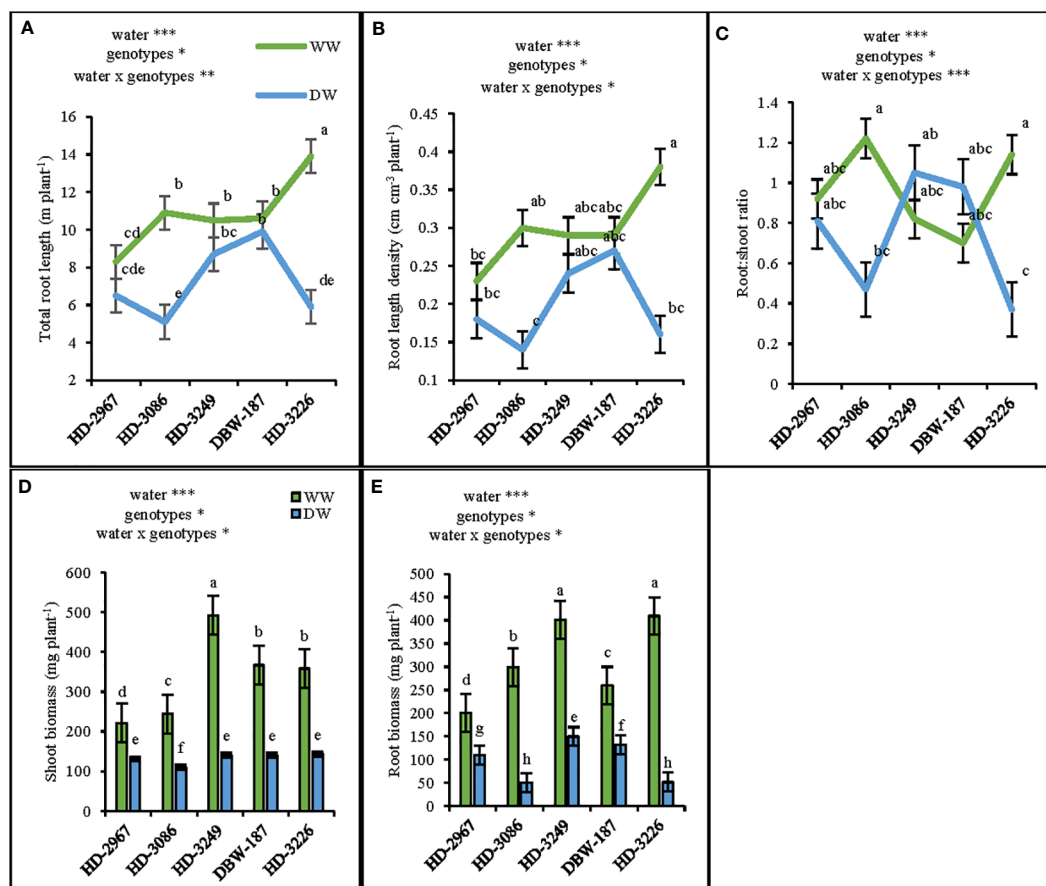 A
water ***
genotypes *
water x genotypes **
WW
DW
Total root length (m plant⁻¹)
16
14
12
10
8
6
4
2
cd
b
b
b
a
cde
e
bc
b
de
HD-2967
HD-3086
HD-3249
DBW-187
HD-3226
B
water ***
genotypes *
water x genotypes *
Root length density (cm cm⁻³ plant⁻¹)
0.45
0.4
0.35
0.3
0.25
0.2
0.15
0.1
bc
ab
abc
abc
a
bc
c
abc
abc
bc
HD-2967
HD-3086
HD-3249
DBW-187
HD-3226
C
water ***
genotypes *
water x genotypes ***
Root:shoot ratio
1.4
1.2
1
0.8
0.6
0.4
0.2
0
abc
a
ab
abc
a
abc
bc
abc
abc
c
HD-2967
HD-3086
HD-3249
DBW-187
HD-3226
D
water ***
genotypes *
water x genotypes *
WW
DW
Shoot biomass (mg plant⁻¹)
600
500
400
300
200
100
0
d
e
c
f
a
e
b
e
b
e
HD-2967
HD-3086
HD-3249
DBW-187
HD-3226
E
water ***
genotypes *
water x genotypes *
Root biomass (mg plant⁻¹)
500
450
400
350
300
250
200
150
100
50
0
d
g
b
h
a
e
c
f
a
h
HD-2967
HD-3086
HD-3249
DBW-187
HD-3226